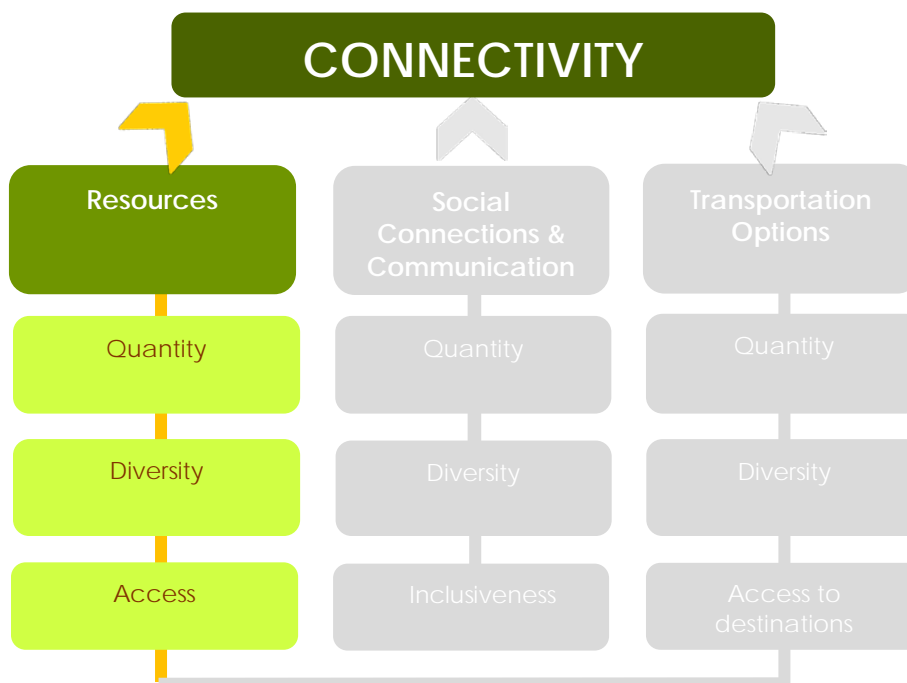 CONNECTIVITY
Resources
Quantity
Diversity
Access
Social
Connections &
Communication
Quantity
Diversity
Inclusiveness
Transportation
Options
Quantity
Diversity
Access to
destinations